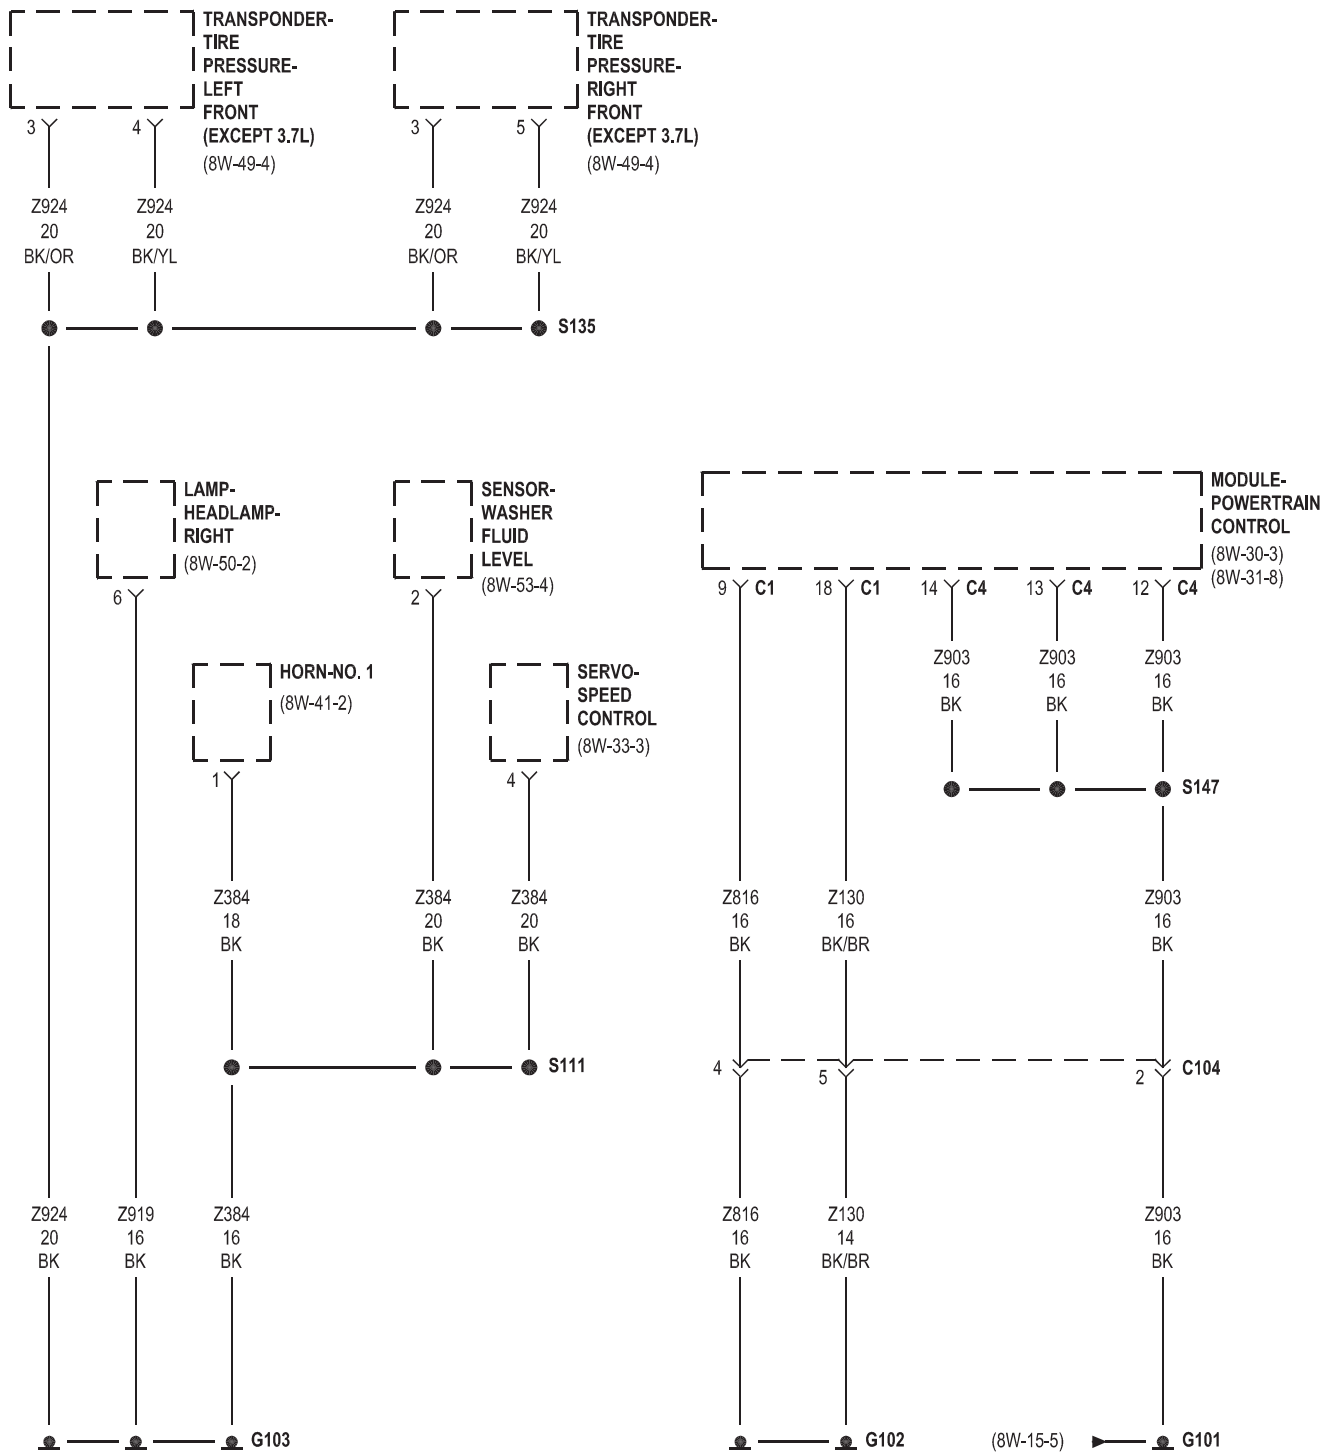 TRANSPONDER-
TIRE
PRESSURE-
LEFT
FRONT
(EXCEPT 3.7L)
(8W-49-4)
TRANSPONDER-
TIRE
PRESSURE-
RIGHT
FRONT
(EXCEPT 3.7L)
(8W-49-4)
3 4 3 5
Z924 Z924 Z924 Z924
20 20 20 20
BK/OR BK/YL BK/OR BK/YL
S135
LAMP-
HEADLAMP-
RIGHT
(8W-50-2)
6
SENSOR-
WASHER
FLUID
LEVEL
(8W-53-4)
2
MODULE-
POWERTRAIN
CONTROL
(8W-30-3)
(8W-31-8)
9 C1 18 C1 14 C4 13 C4 12 C4
Z903 Z903 Z903
16 16 16
BK BK BK
HORN-NO. 1
(8W-41-2)
1
SERVO-
SPEED
CONTROL
(8W-33-3)
4
S147
Z384 Z384 Z384 Z816 Z130 Z903
18 20 20 16 16 16
BK BK BK BK BK/BR BK
S111
4 5 2 C104
Z924 Z919 Z384 Z816 Z130 Z903
20 16 16 16 14 16
BK BK BK BK BK/BR BK
G103 G102 (8W-15-5) G101